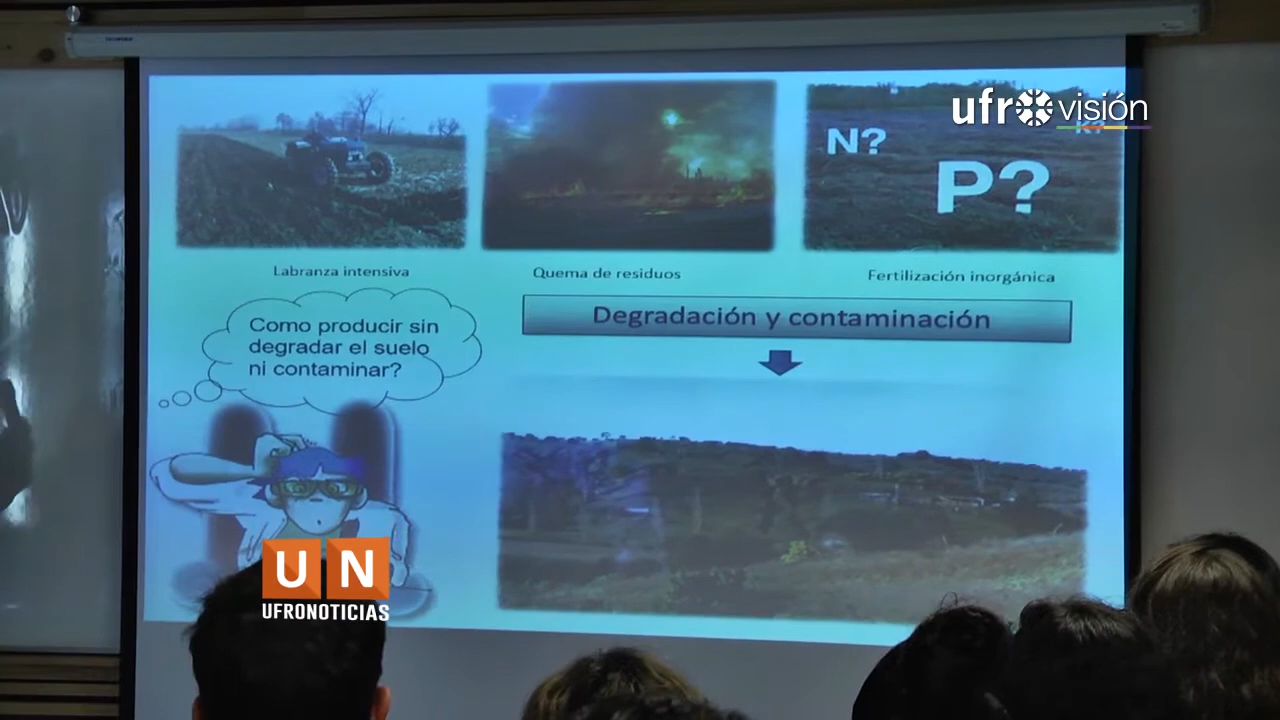 ufro visión
N?
K?
P?
Labranza intensiva
Quema de residuos
Fertilización inorgánica
Degradación y contaminación
Como producir sin
degradar el suelo
ni contaminar?
UN
UFRONOTICIAS